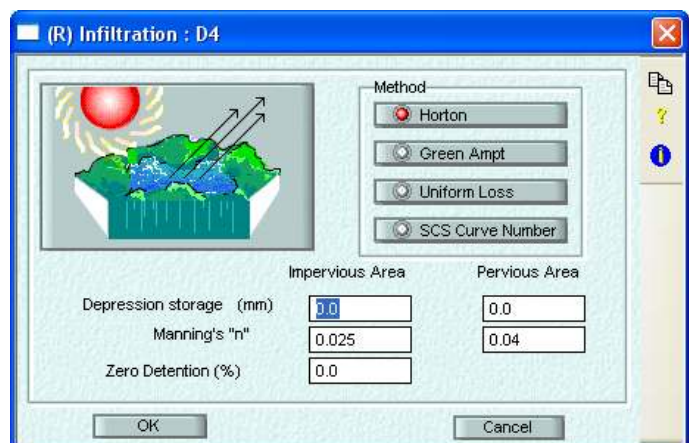 (R) Infiltration : D4
Method
Horton
Green Ampt
Uniform Loss
SCS Curve Number
Impervious Area Pervious Area
Depression storage (mm) 0.0 0.0
Manning's "n" 0.025 0.04
Zero Detention (%) 0.0
OK Cancel